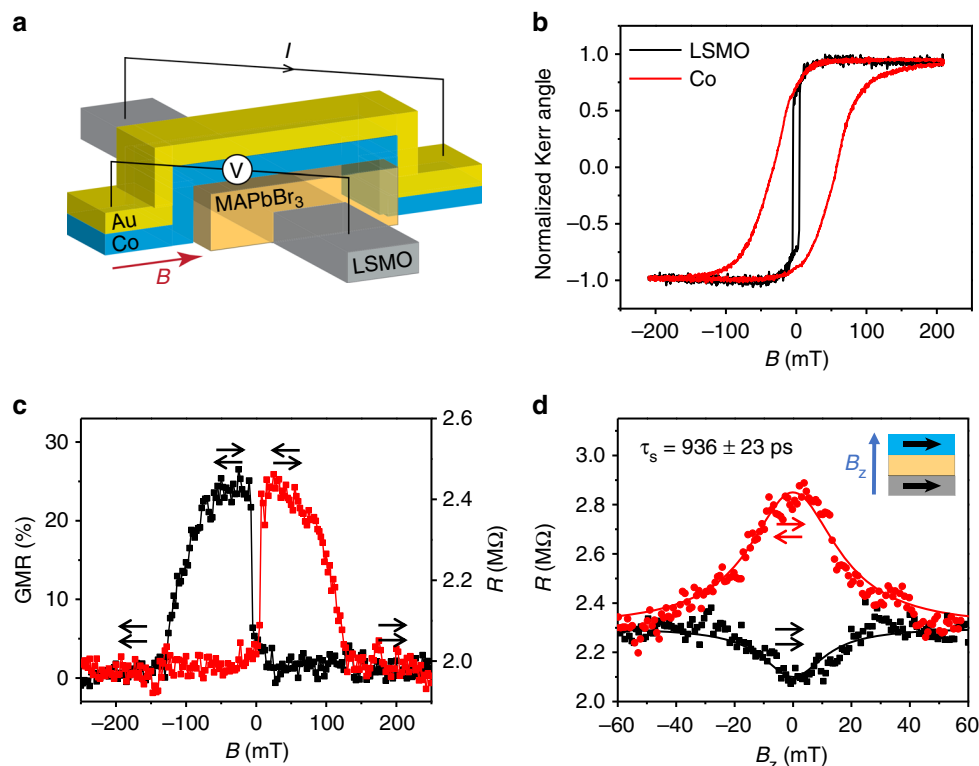 a
I
V
MAPbBr₃
Au
Co
LSMO
B
b
LSMO
Co
Normalized Kerr angle
1.0
0.5
0.0
−0.5
−1.0
−200 −100 0 100 200
B (mT)
c
GMR (%)
30
20
10
0
R (MΩ)
2.6
2.4
2.2
2.0
−100 0 100
B (mT)
d
τs = 936 ± 23 ps
Bz
R (MΩ)
3.0
2.8
2.6
2.4
2.2
2.0
−60 −40 −20 0 20 40 60
Bz (mT)